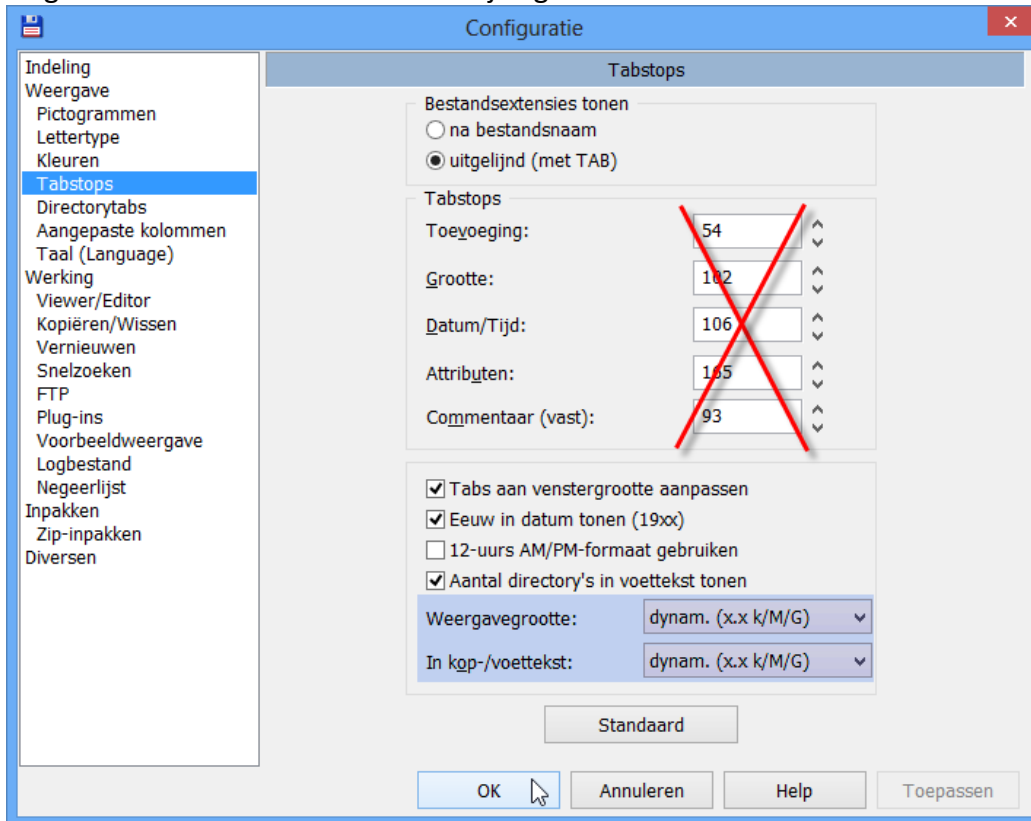 Configuratie
Indeling
Weergave
Pictogrammen
Lettertype
Kleuren
Tabstops
Directorytabs
Aangepaste kolommen
Taal (Language)
Werking
Viewer/Editor
Kopiëren/Wissen
Vernieuwen
Snelzoeken
FTP
Plug-ins
Voorbeeldweergave
Logbestand
Negeerlijst
Inpakken
Zip-inpakken
Diversen
Tabstops
Bestandsextensies tonen
na bestandsnaam
uitgelijnd (met TAB)
Tabstops
Toevoeging: 54
Grootte: 102
Datum/Tijd: 106
Attributen: 165
Commentaar (vast): 93
Tabs aan venstergrootte aanpassen
Eeuw in datum tonen (19xx)
12-uurs AM/PM-formaat gebruiken
Aantal directory's in voettekst tonen
Weergavegrootte: dynam. (x.x k/M/G)
In kop-/voettekst: dynam. (x.x k/M/G)
Standaard
OK Annuleren Help Toepassen